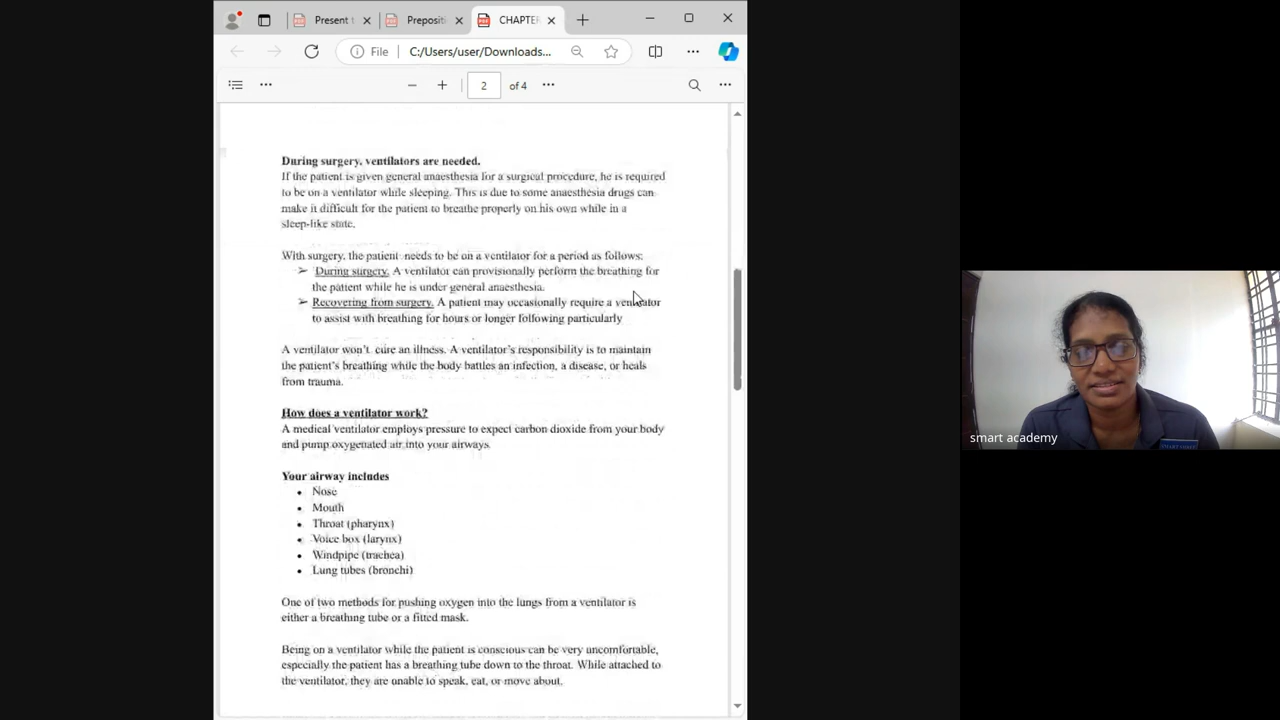 Present
Prepositi
CHAPTER
File
C:/Users/user/Downloads...
2
of 4
During surgery, ventilators are needed.
If the patient is given general anaesthesia for a surgical procedure, he is required
to be on a ventilator while sleeping. This is due to some anaesthesia drugs can
make it difficult for the patient to breathe properly on his own while in a
sleep-like state.
With surgery, the patient needs to be on a ventilator for a period as follows:
➢ During surgery. A ventilator can provisionally perform the breathing for
the patient while he is under general anaesthesia.
➢ Recovering from surgery. A patient may occasionally require a ventilator
to assist with breathing for hours or longer following particularly
A ventilator won't cure an illness. A ventilator's responsibility is to maintain
the patient's breathing while the body battles an infection, a disease, or heals
from trauma.
How does a ventilator work?
A medical ventilator employs pressure to expect carbon dioxide from your body
and pump oxygenated air into your airways.
Your airway includes
• Nose
• Mouth
• Throat (pharynx)
• Voice box (larynx)
• Windpipe (trachea)
• Lung tubes (bronchi)
One of two methods for pushing oxygen into the lungs from a ventilator is
either a breathing tube or a fitted mask.
Being on a ventilator while the patient is conscious can be very uncomfortable,
especially the patient has a breathing tube down to the throat. While attached to
the ventilator, they are unable to speak, eat, or move about.
smart academy